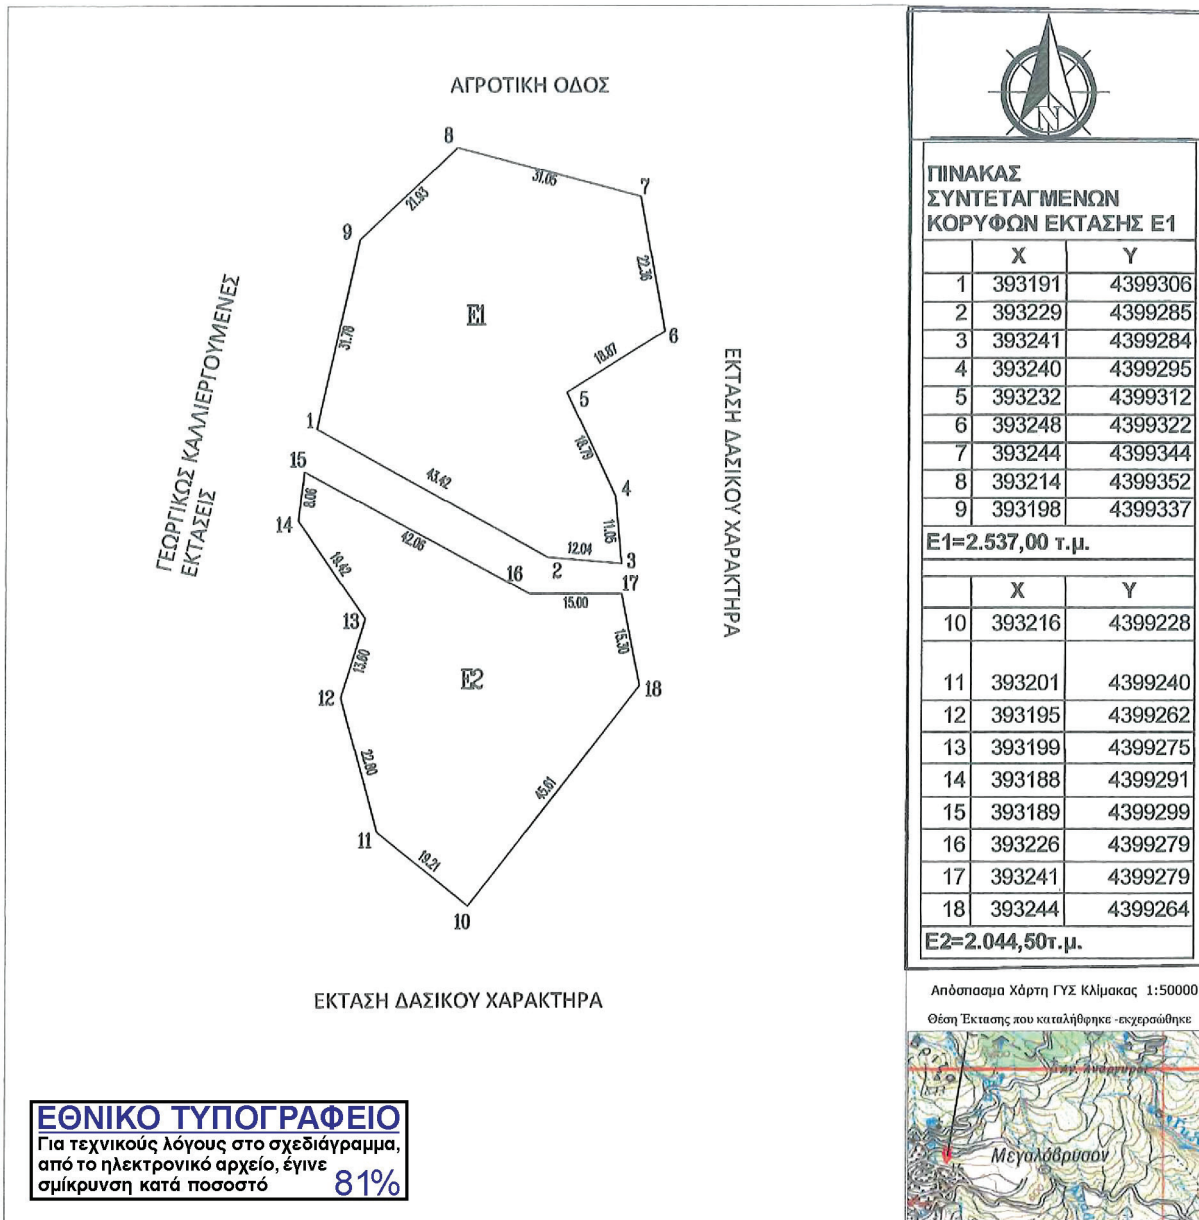 ΑΓΡΟΤΙΚΗ ΟΔΟΣ
8
31.05
7
21.93
9
22.36
E1
31.76
6
18.87
5
1
18.79
ΓΕΩΡΓΙΚΩΣ ΚΑΛΛΙΕΡΓΟΥΜΕΝΕΣ
ΕΚΤΑΣΕΙΣ
ΕΚΤΑΣΗ ΔΑΣΙΚΟΥ ΧΑΡΑΚΤΗΡΑ
15
43.42
4
8.06
11.05
14
42.06
12.04
2
3
19.42
16
17
15.00
13
15.30
13.60
E2
12
18
22.80
45.61
11
19.21
10
ΕΚΤΑΣΗ ΔΑΣΙΚΟΥ ΧΑΡΑΚΤΗΡΑ
N
ΠΙΝΑΚΑΣ
ΣΥΝΤΕΤΑΓΜΕΝΩΝ
ΚΟΡΥΦΩΝ ΕΚΤΑΣΗΣ Ε1
X Y
1 393191 4399306
2 393229 4399285
3 393241 4399284
4 393240 4399295
5 393232 4399312
6 393248 4399322
7 393244 4399344
8 393214 4399352
9 393198 4399337
E1=2.537,00 τ.μ.
X Y
10 393216 4399228
11 393201 4399240
12 393195 4399262
13 393199 4399275
14 393188 4399291
15 393189 4399299
16 393226 4399279
17 393241 4399279
18 393244 4399264
E2=2.044,50τ.μ.
Απόσπασμα Χάρτη ΓΥΣ Κλίμακας 1:50000
Θέση Έκτασης που καταλήφθηκε -εκχερσώθηκε
Μεγαλόβρυσον
ΕΘΝΙΚΟ ΤΥΠΟΓΡΑΦΕΙΟ
Για τεχνικούς λόγους στο σχεδιάγραμμα,
από το ηλεκτρονικό αρχείο, έγινε
σμίκρυνση κατά ποσοστό 81%